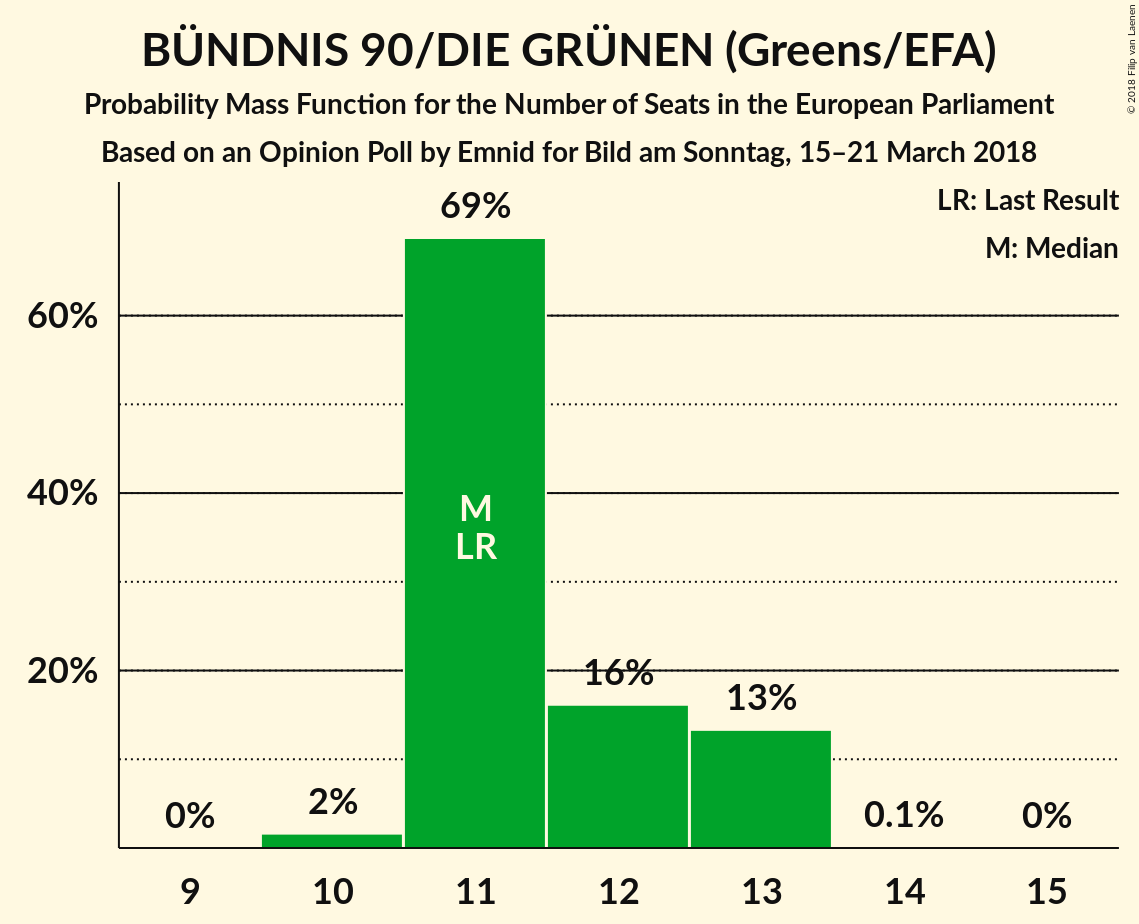 BÜNDNIS 90/DIE GRÜNEN (Greens/EFA)
Probability Mass Function for the Number of Seats in the European Parliament
Based on an Opinion Poll by Emnid for Bild am Sonntag, 15–21 March 2018
© 2018 Filip van Laenen
LR: Last Result
M: Median
69%
60%
40%
M
LR
20%
16%
13%
0%
2%
0.1%
0%
9 10 11 12 13 14 15